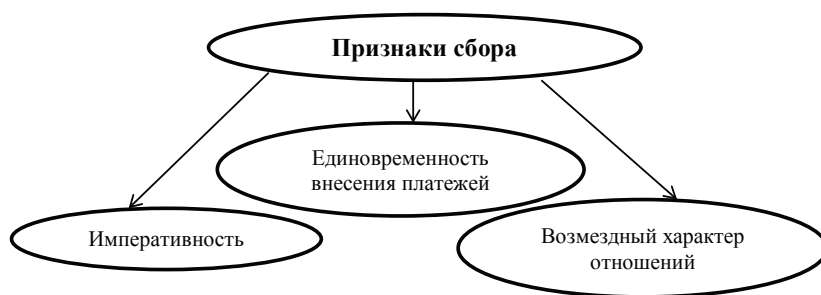 Признаки сбора
Единовременность
внесения платежей
Императивность
Возмездный характер
отношений